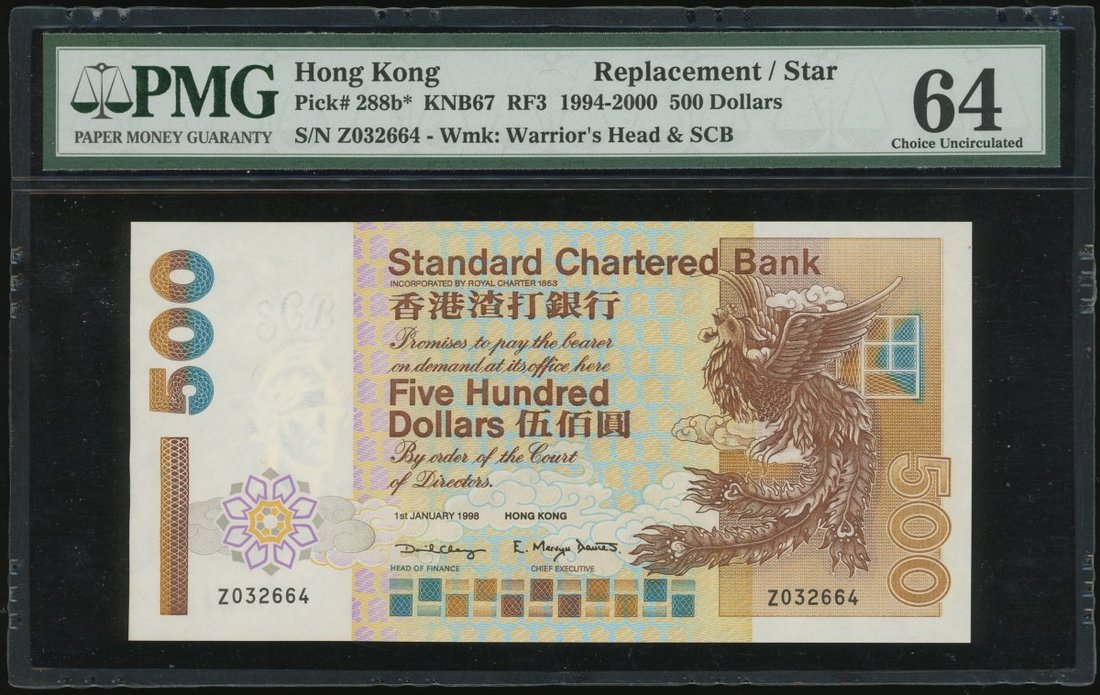 PMG
PAPER MONEY GUARANTY
Hong Kong Replacement / Star
Pick# 288b* KNB67 RF3 1994-2000 500 Dollars
S/N Z032664 - Wmk: Warrior's Head & SCB
64
Choice Uncirculated
500
SCB
Standard Chartered Bank
INCORPORATED BY ROYAL CHARTER 1853
香港渣打銀行
Promises to pay the bearer
on demand at its office here
Five Hundred
Dollars 伍佰圓
By order of the Court
of Directors.
1st JANUARY 1998 HONG KONG
E. Mervyn Davies.
HEAD OF FINANCE CHIEF EXECUTIVE
Z032664
Z032664
500